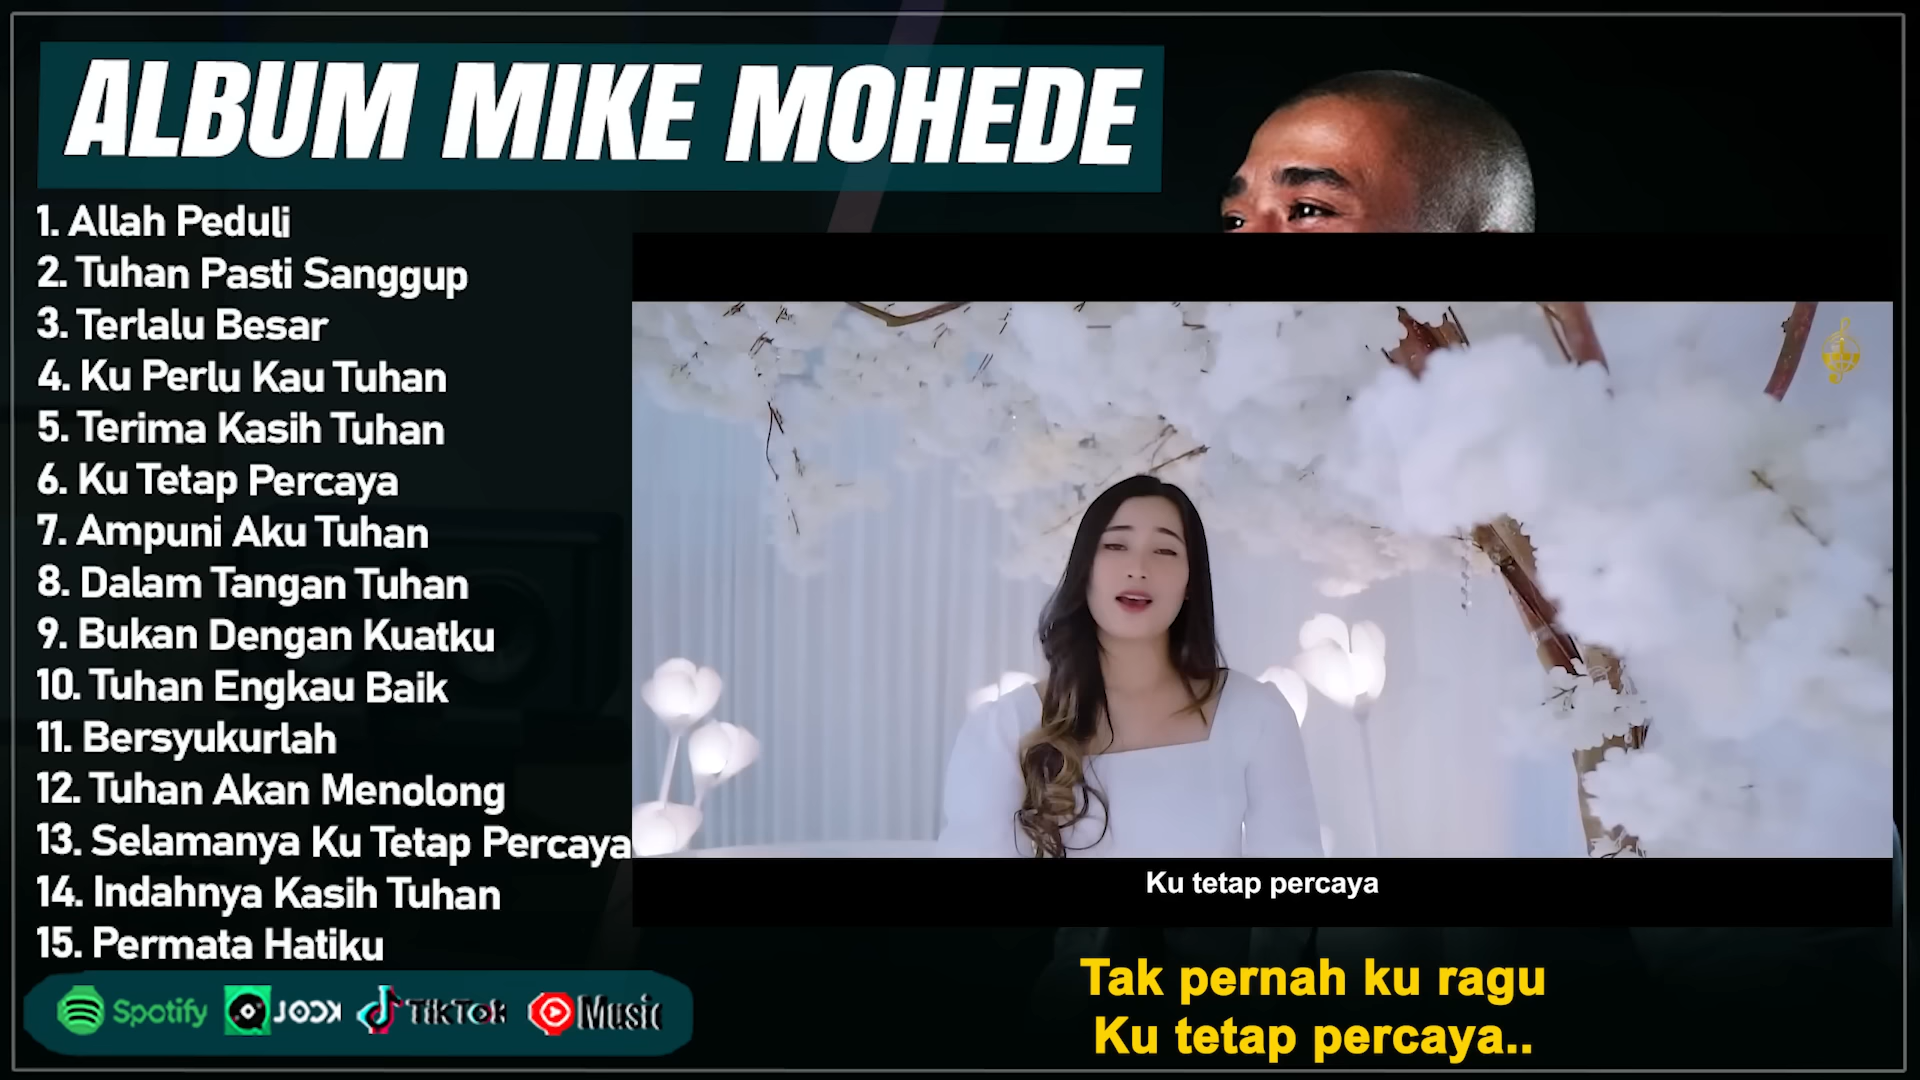 ALBUM MIKE MOHEDE
1. Allah Peduli
2. Tuhan Pasti Sanggup
3. Terlalu Besar
4. Ku Perlu Kau Tuhan
5. Terima Kasih Tuhan
6. Ku Tetap Percaya
7. Ampuni Aku Tuhan
8. Dalam Tangan Tuhan
9. Bukan Dengan Kuatku
10. Tuhan Engkau Baik
11. Bersyukurlah
12. Tuhan Akan Menolong
13. Selamanya Ku Tetap Percaya
14. Indahnya Kasih Tuhan
15. Permata Hatiku
Spotify JOOX TikTok Music
Ku tetap percaya
Tak pernah ku ragu
Ku tetap percaya..